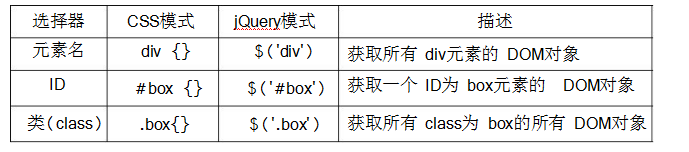 选择器 CSS模式 jQuery模式 描述
元素名 div {} $('div') 获取所有 div元素的 DOM对象
ID #box {} $('#box') 获取一个 ID为 box元素的 DOM对象
类(class) .box{} $('.box') 获取所有 class为 box的所有 DOM对象